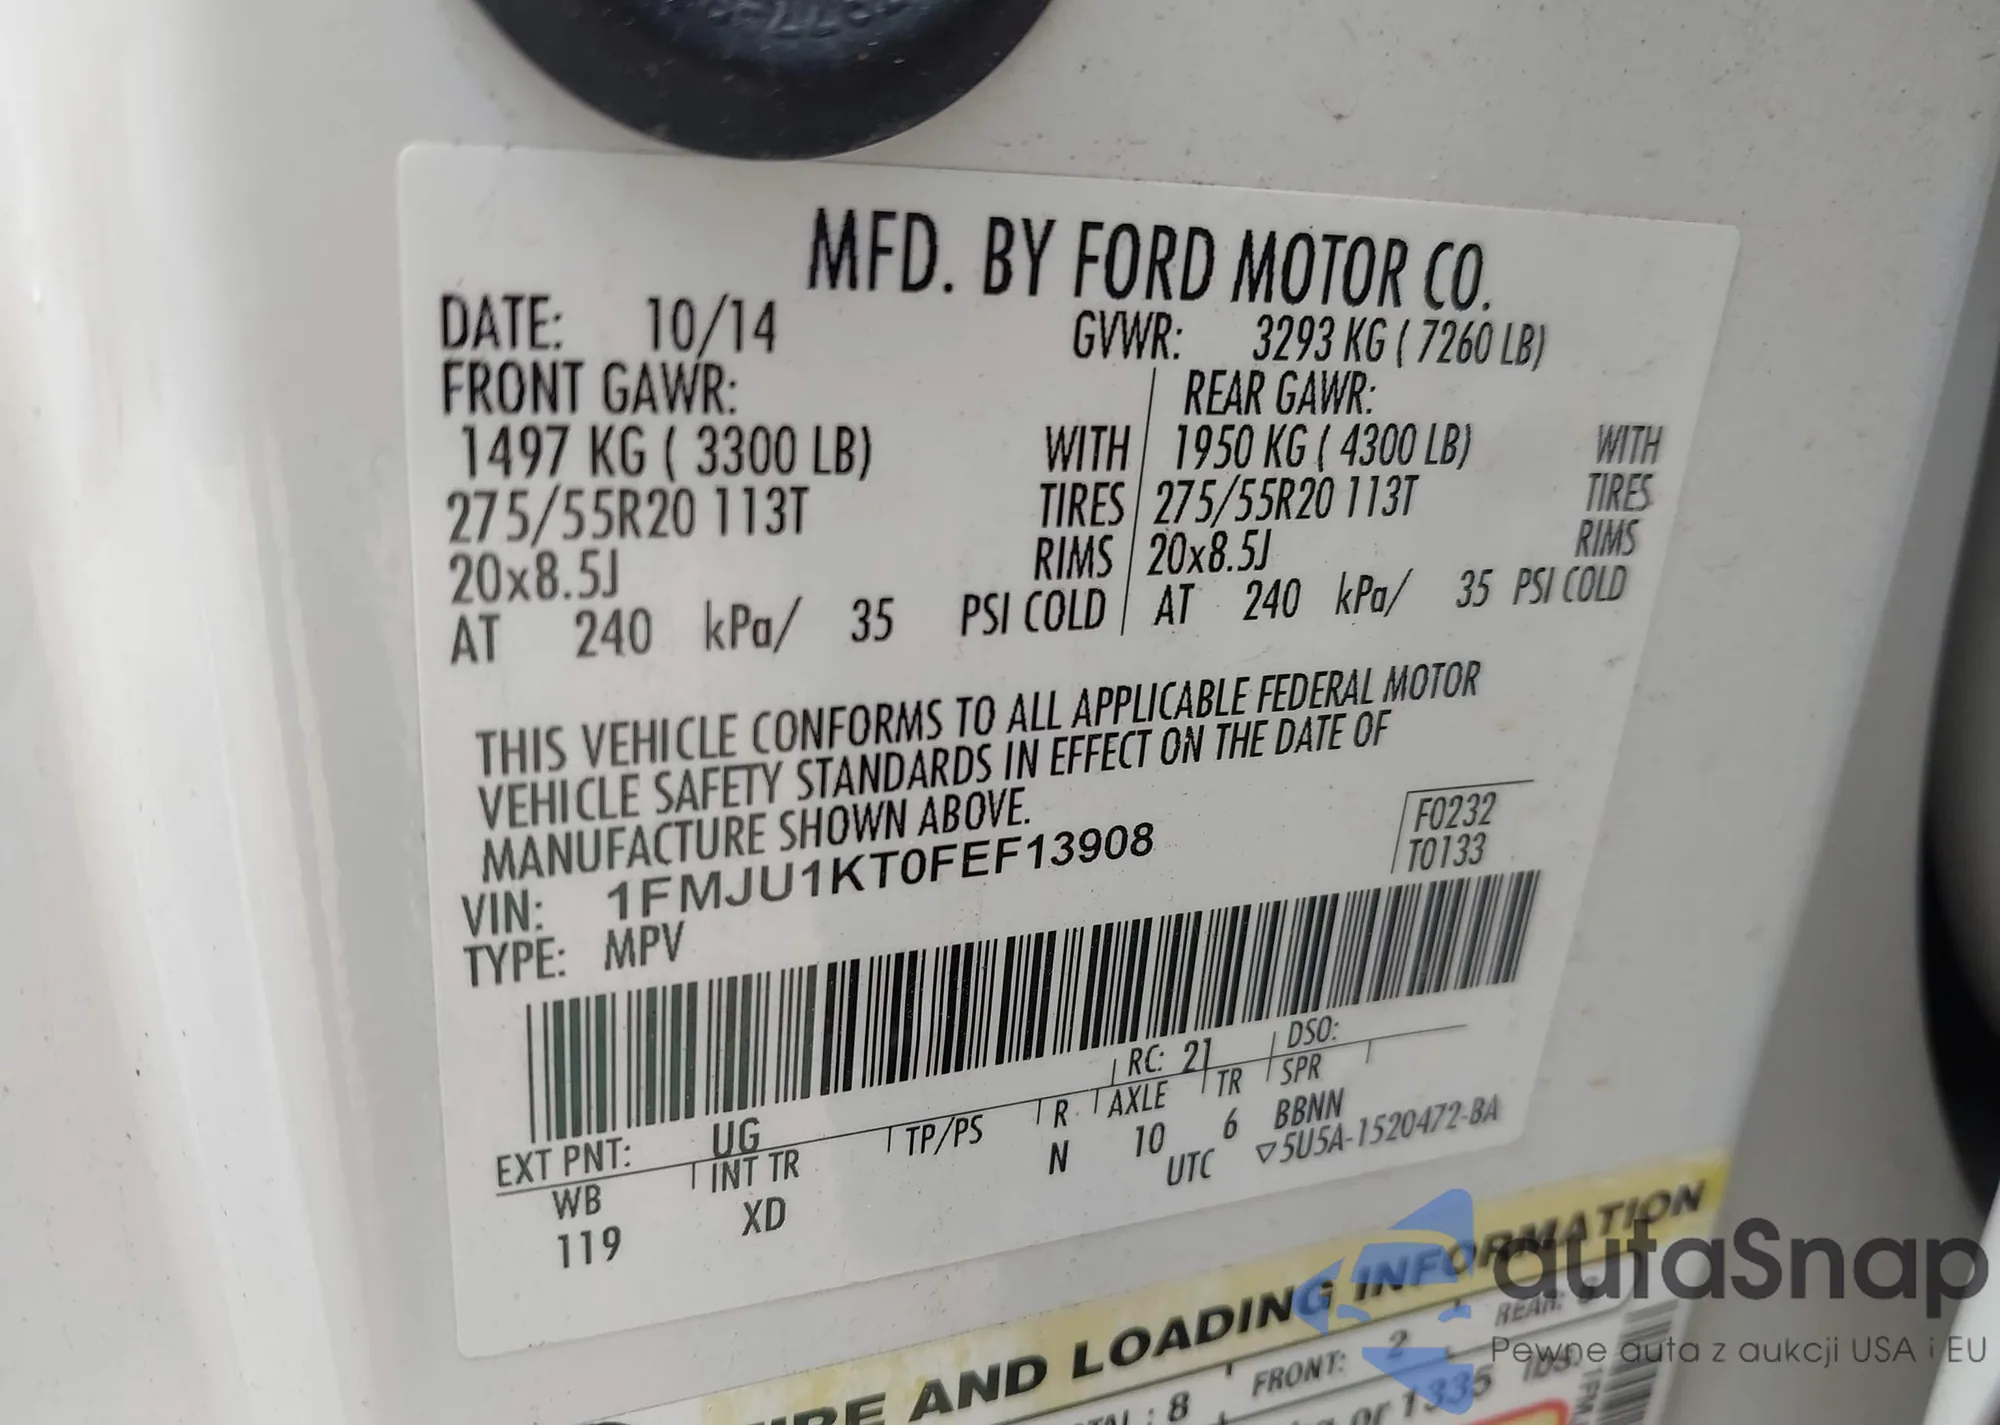 MFD. BY FORD MOTOR CO.
DATE: 10/14 GVWR: 3293 KG ( 7260 LB)
FRONT GAWR: REAR GAWR:
1497 KG ( 3300 LB) WITH 1950 KG ( 4300 LB) WITH
275/55R20 113T TIRES 275/55R20 113T TIRES
20x8.5J RIMS 20x8.5J RIMS
AT 240 kPa/ 35 PSI COLD AT 240 kPa/ 35 PSI COLD
THIS VEHICLE CONFORMS TO ALL APPLICABLE FEDERAL MOTOR
VEHICLE SAFETY STANDARDS IN EFFECT ON THE DATE OF
MANUFACTURE SHOWN ABOVE.
F0232
T0133
VIN: 1FMJU1KT0FEF13908
TYPE: MPV
EXT PNT: UG RC: 21 DSO:
WB INT TR TP/PS R AXLE TR SPR
119 XD N 10 6 BBNN
UTC ▽5U5A-1520472-BA
AND LOADING INFORMATION
: 8 FRONT: 2 REAR:
or 1335
autaSnap
Pewne auta z aukcji USA i EU